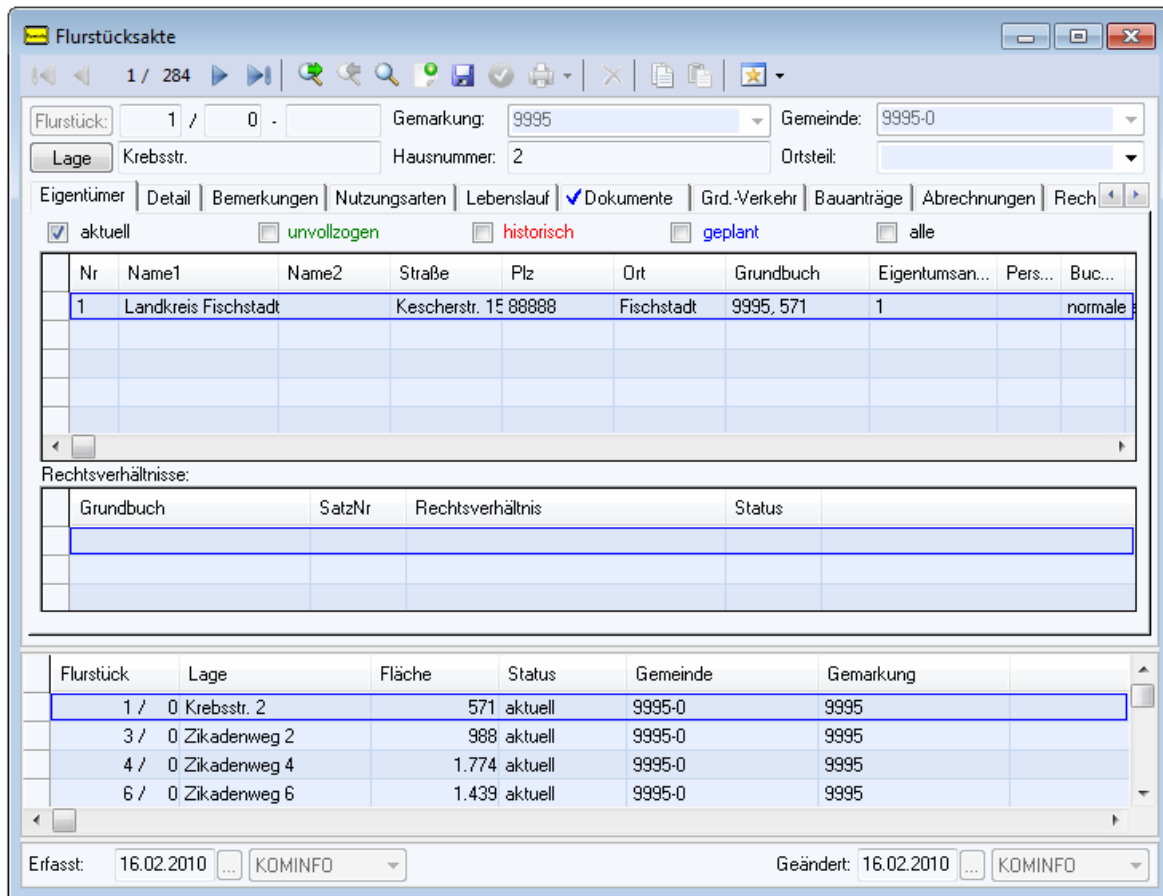 Flurstücksakte
1 / 284
Flurstück: 1 / 0 - Gemarkung: 9995 Gemeinde: 9995-0
Lage Krebsstr. Hausnummer: 2 Ortsteil:
Eigentümer Detail Bemerkungen Nutzungsarten Lebenslauf Dokumente Grd.-Verkehr Bauanträge Abrechnungen Rech
aktuell unvollzogen historisch geplant alle
Nr Name1 Name2 Straße Plz Ort Grundbuch Eigentumsan... Pers... Buc...
1 Landkreis Fischstadt Kescherstr. 15 88888 Fischstadt 9995, 571 1 normale
Rechtsverhältnisse:
Grundbuch SatzNr Rechtsverhältnis Status
Flurstück Lage Fläche Status Gemeinde Gemarkung
1 / 0 Krebsstr. 2 571 aktuell 9995-0 9995
3 / 0 Zikadenweg 2 988 aktuell 9995-0 9995
4 / 0 Zikadenweg 4 1.774 aktuell 9995-0 9995
6 / 0 Zikadenweg 6 1.439 aktuell 9995-0 9995
Erfasst: 16.02.2010 ... KOMINFO Geändert: 16.02.2010 ... KOMINFO